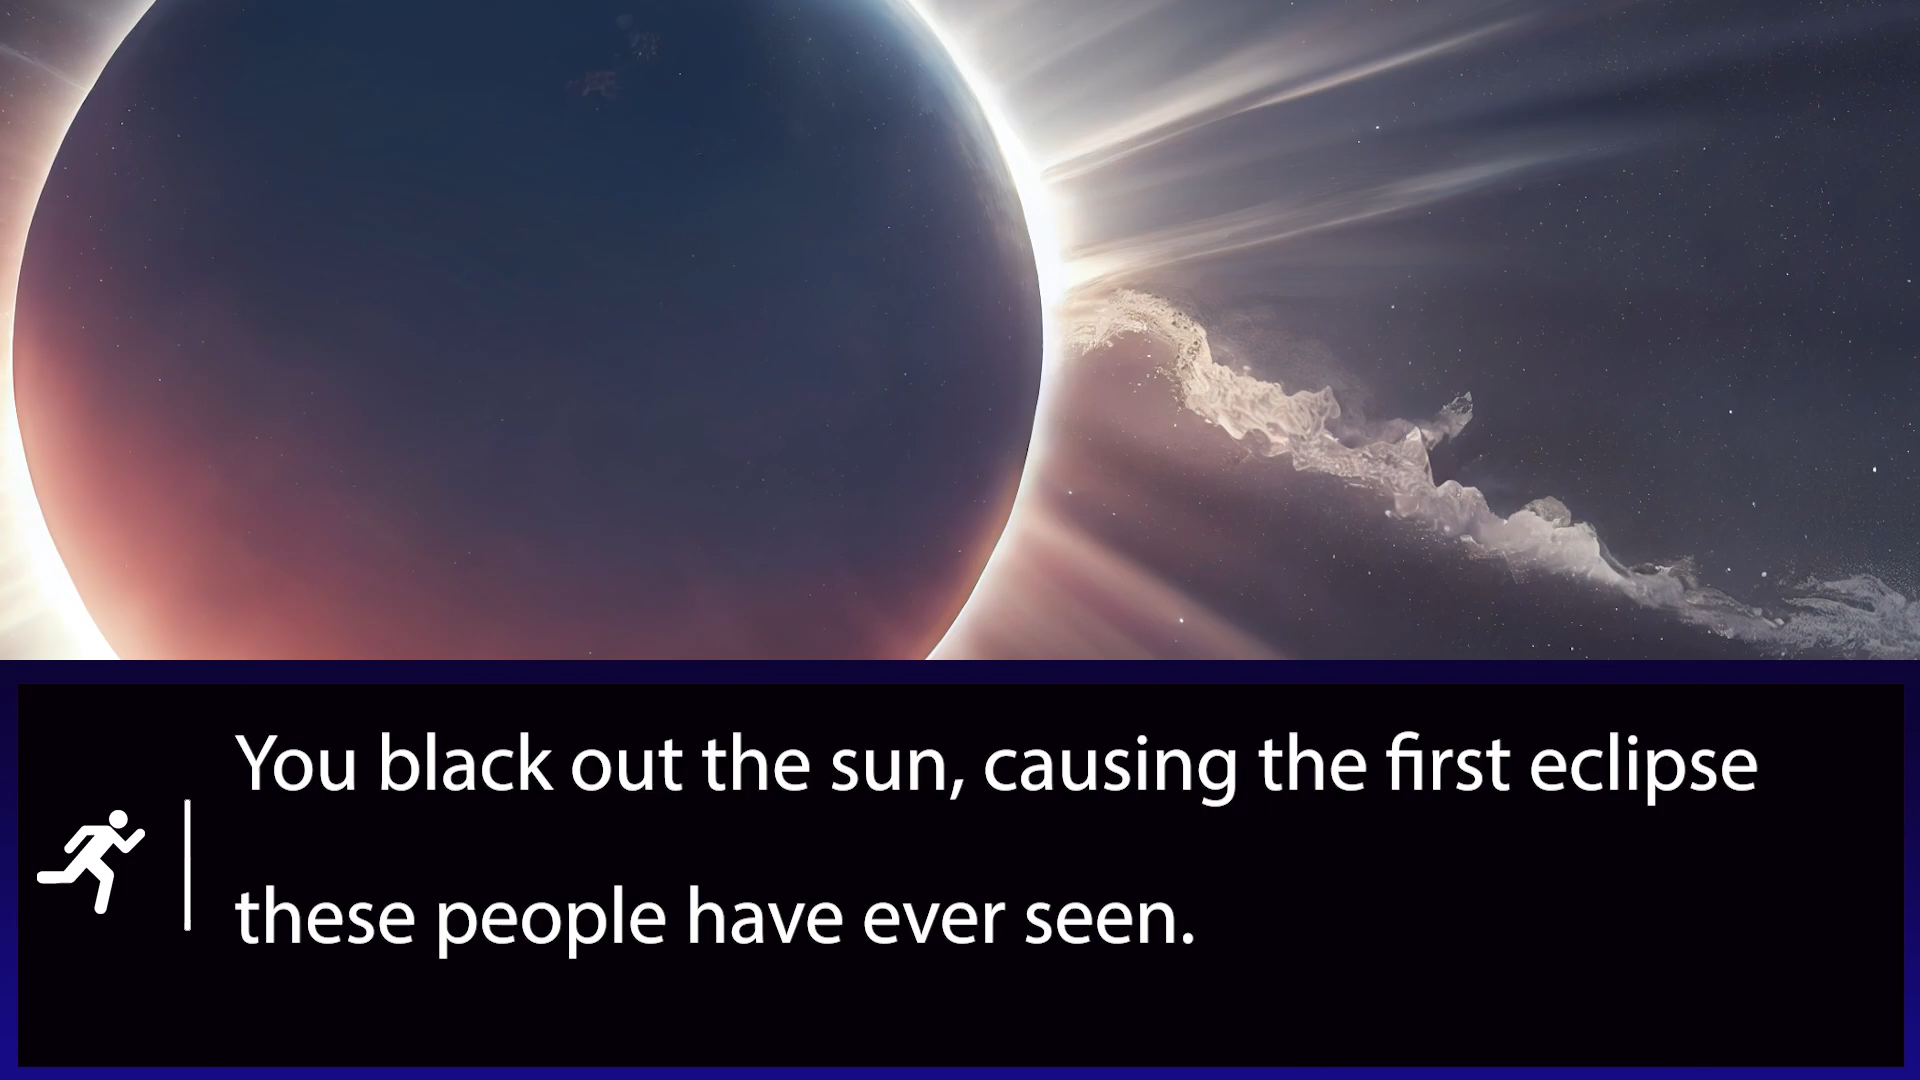 You black out the sun, causing the first eclipse
these people have ever seen.